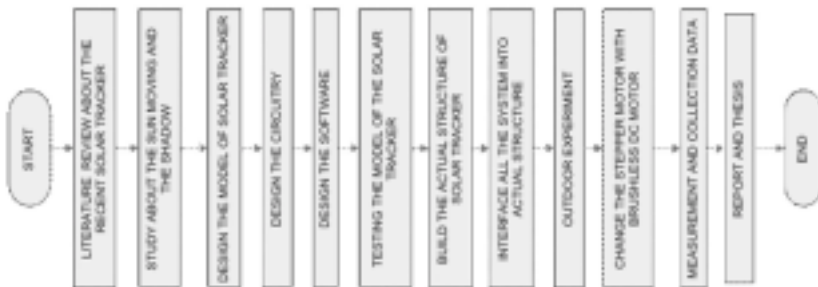 START
LITERATURE REVIEW ABOUT THE
RECENT SOLAR TRACKER
STUDY ABOUT THE SUN MOVING AND
THE SHADOW
DESIGN THE MODEL OF SOLAR TRACKER
DESIGN THE CIRCUITRY
DESIGN THE SOFTWARE
TESTING THE MODEL OF THE SOLAR
TRACKER
BUILD THE ACTUAL STRUCTURE OF
SOLAR TRACKER
INTERFACE ALL THE SYSTEM INTO
ACTUAL STRUCTURE
OUTDOOR EXPERIMENT
CHANGE THE STEPPER MOTOR WITH
BRUSHLESS DC MOTOR
MEASUREMENT AND COLLECTION DATA
REPORT AND THESIS
END